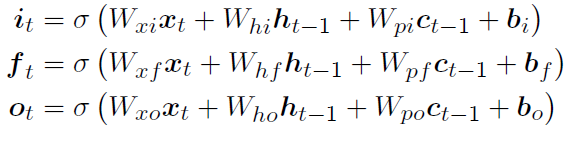 i_t = σ (W_{xi} x_t + W_{hi} h_{t−1} + W_{pi} c_{t−1} + b_i)
f_t = σ (W_{xf} x_t + W_{hf} h_{t−1} + W_{pf} c_{t−1} + b_f)
o_t = σ (W_{xo} x_t + W_{ho} h_{t−1} + W_{po} c_{t−1} + b_o)